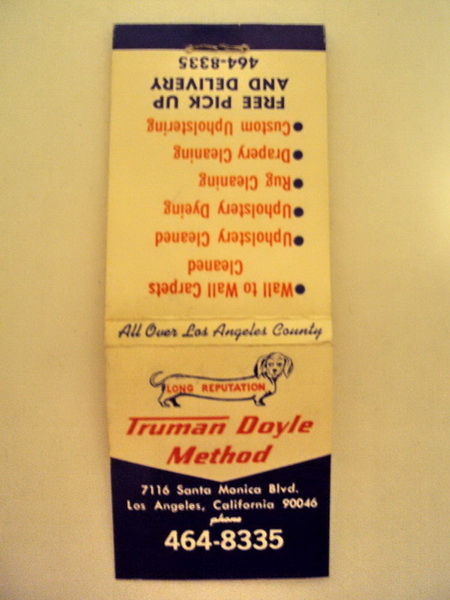 All Over Los Angeles County
LONG REPUTATION
Truman Doyle
Method
7116 Santa Monica Blvd.
Los Angeles, California 90046
phone
464-8335
• Wall to Wall Carpets
Cleaned
• Upholstery Cleaned
• Upholstery Dyeing
• Rug Cleaning
• Drapery Cleaning
• Custom Upholstering
FREE PICK UP
AND DELIVERY
464-8335